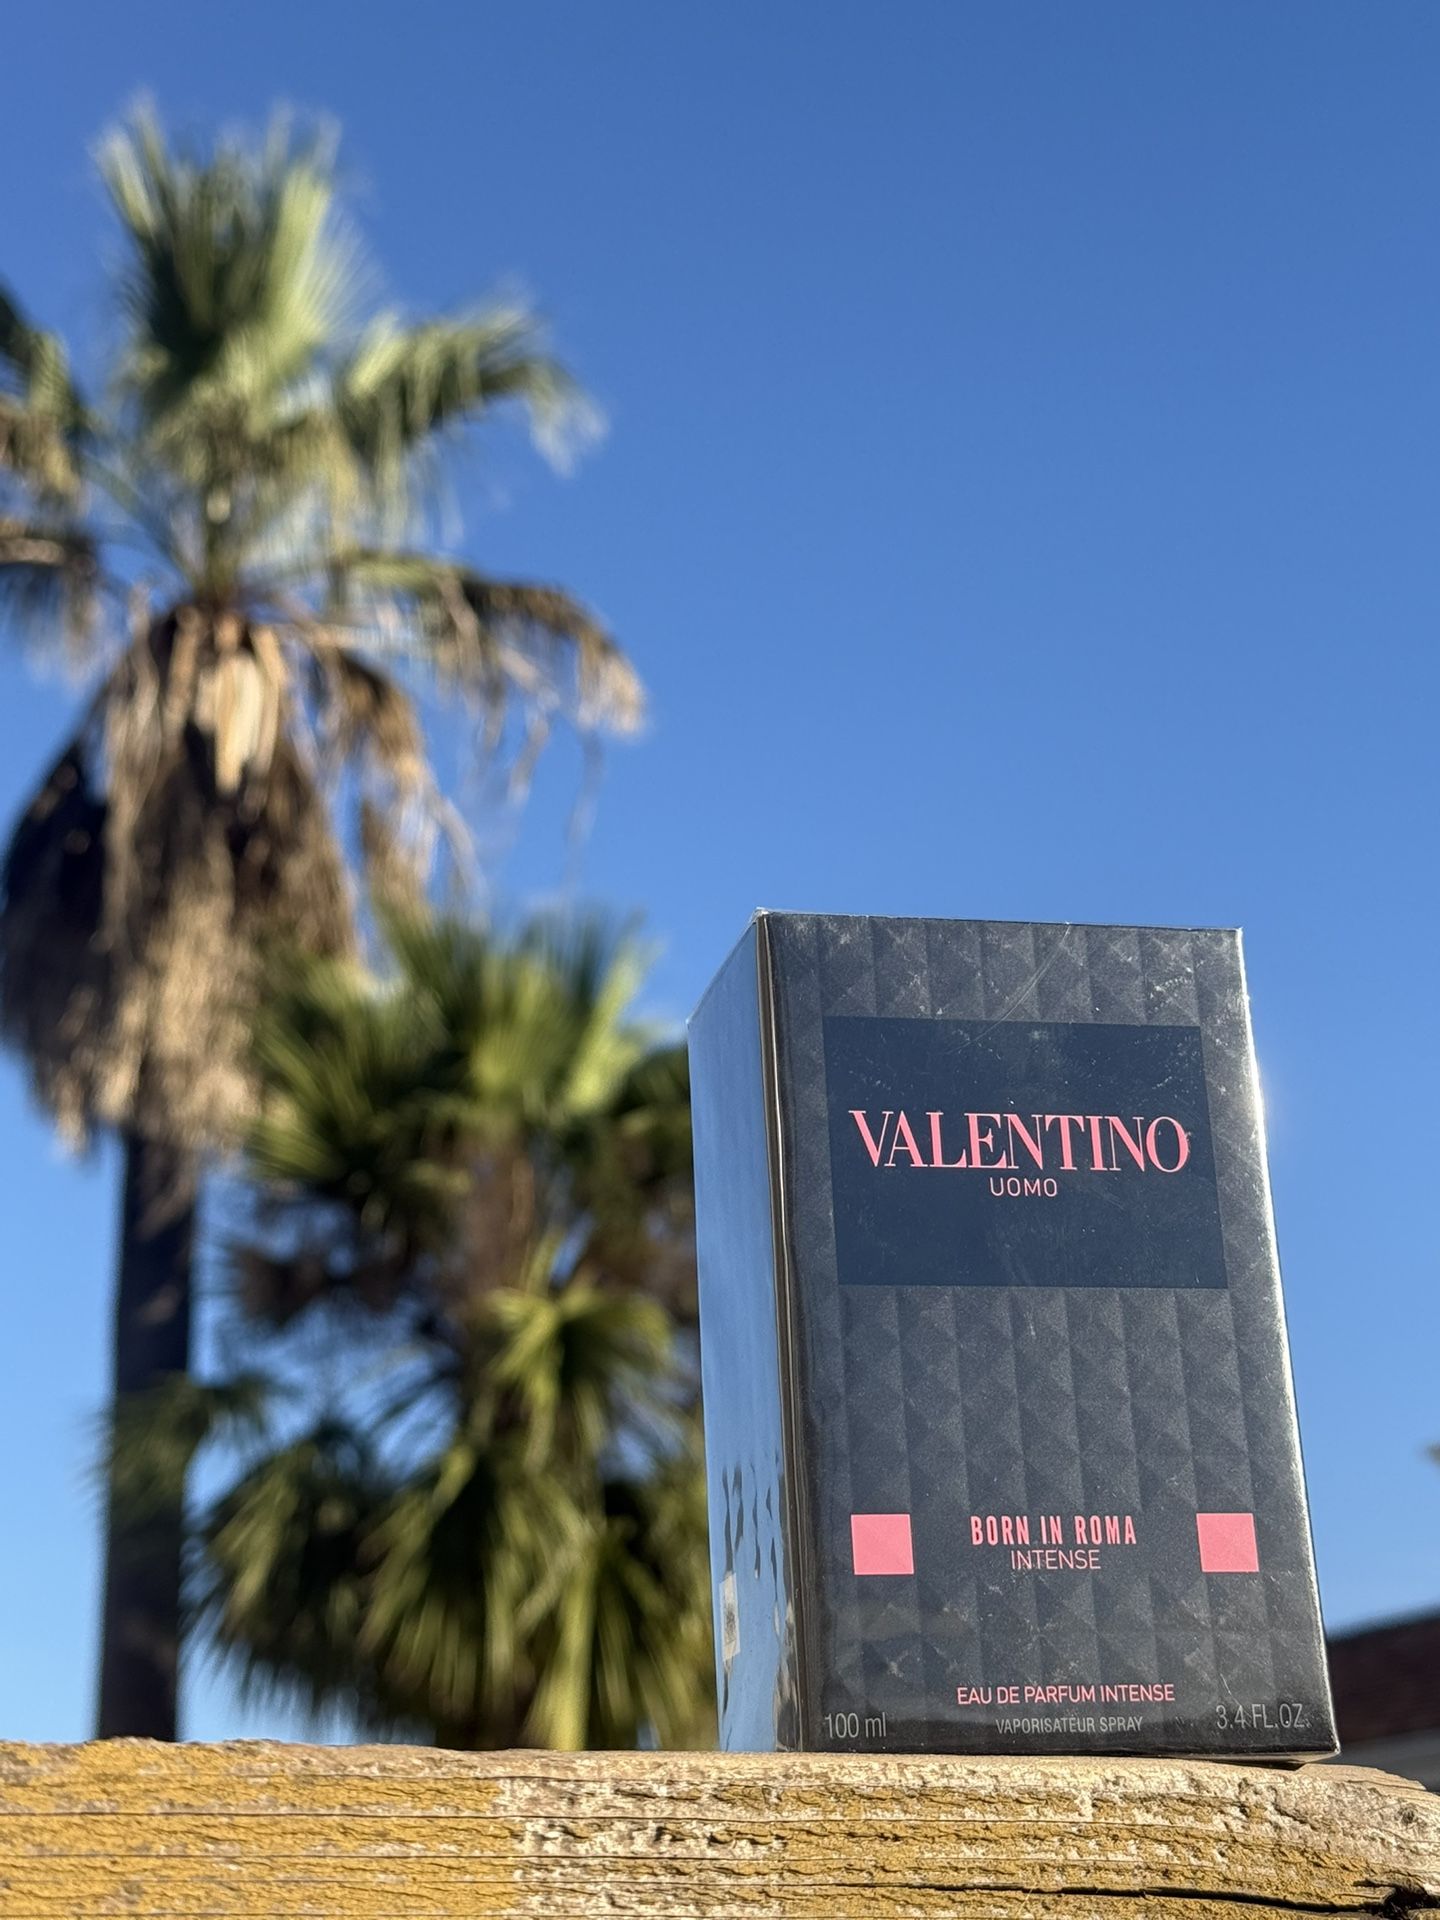 VALENTINO
UOMO
BORN IN ROMA
INTENSE
EAU DE PARFUM INTENSE
100 ml VAPORISATEUR SPRAY 3.4 FL.OZ.